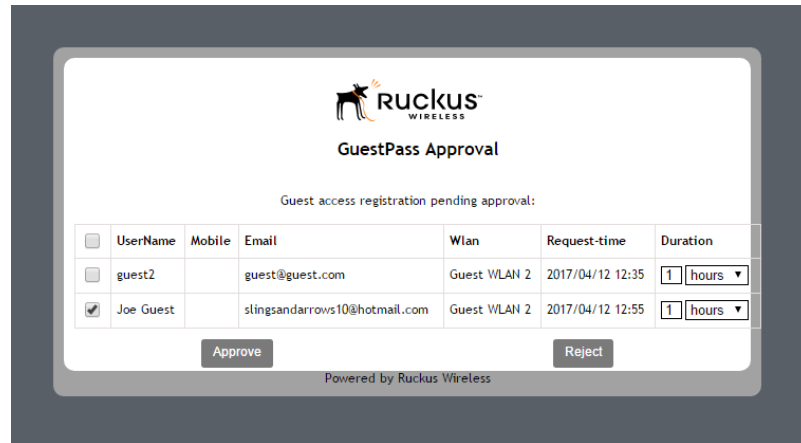 Ruckus™
WIRELESS
GuestPass Approval
Guest access registration pending approval:
UserName Mobile Email Wlan Request-time Duration
guest2 guest@guest.com Guest WLAN 2 2017/04/12 12:35 1 hours
Joe Guest slingsandarrows10@hotmail.com Guest WLAN 2 2017/04/12 12:55 1 hours
Approve Reject
Powered by Ruckus Wireless